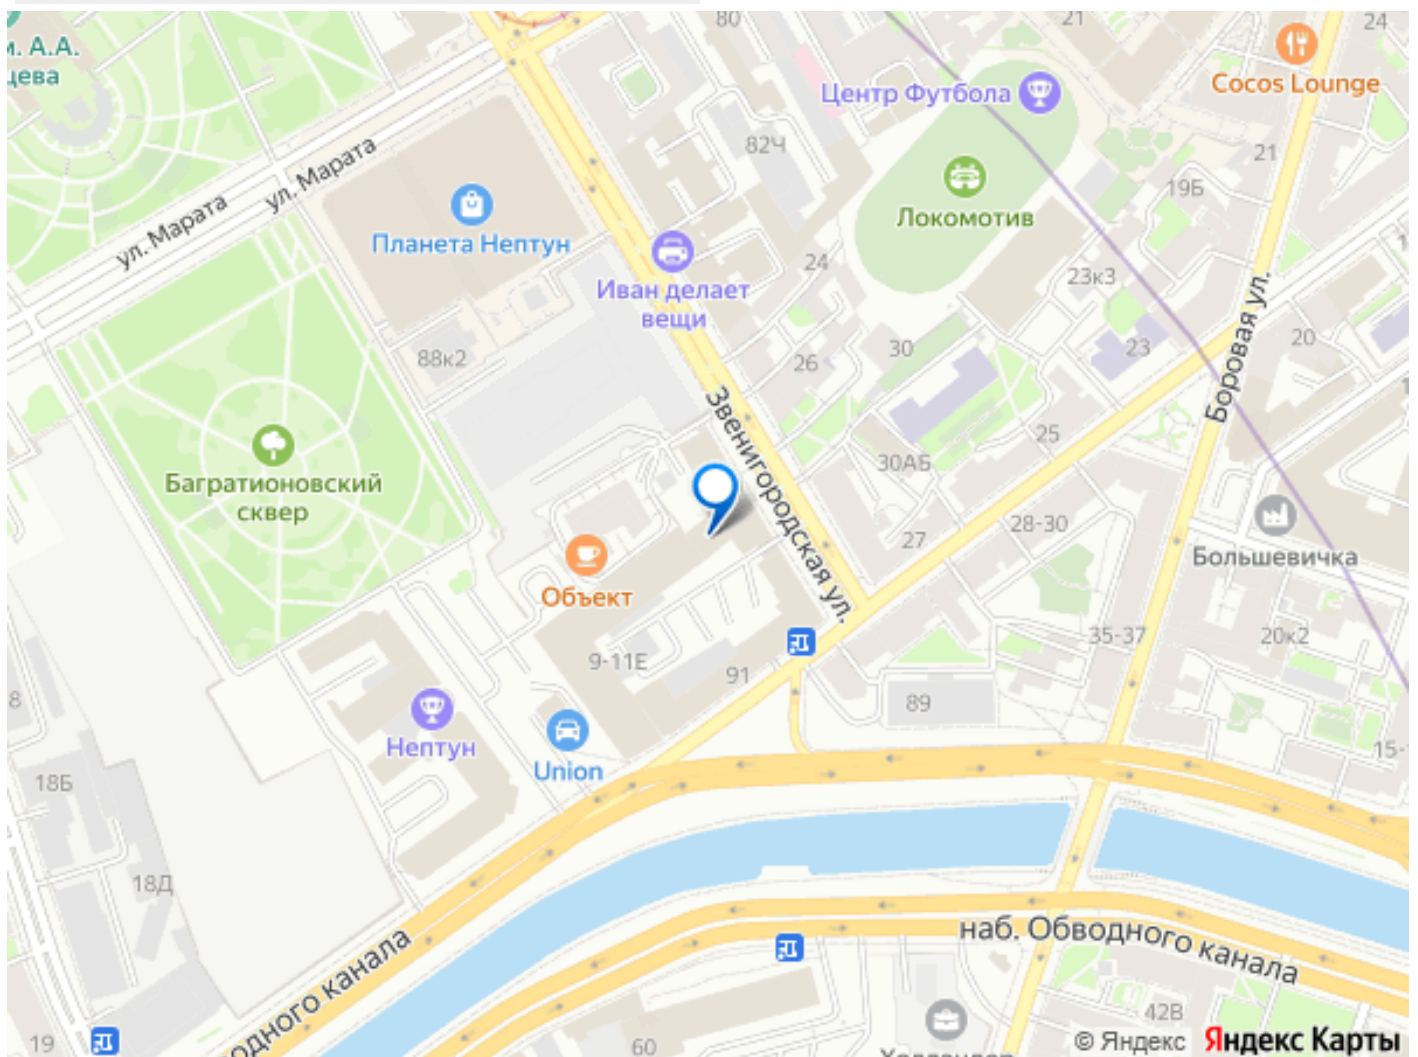 80
21
24
м. А.А.
цева
Cocos Lounge
Центр Футбола
82Ч
21
ул. Марата
ул. Марата
19Б
Планета Нептун
Локомотив
24
23к3
Иван делает
вещи
88к2
26
30
23
20
Боровая ул.
Звенигородская ул.
25
30АБ
Багратионовский
сквер
28-30
27
Большевичка
Объект
35-37
20к2
9-11Е
91
89
8
Нептун
Union
15-
18Б
18Д
наб. Обводного канала
водного канала
42В
19
60
© Яндекс
Яндекс Карты